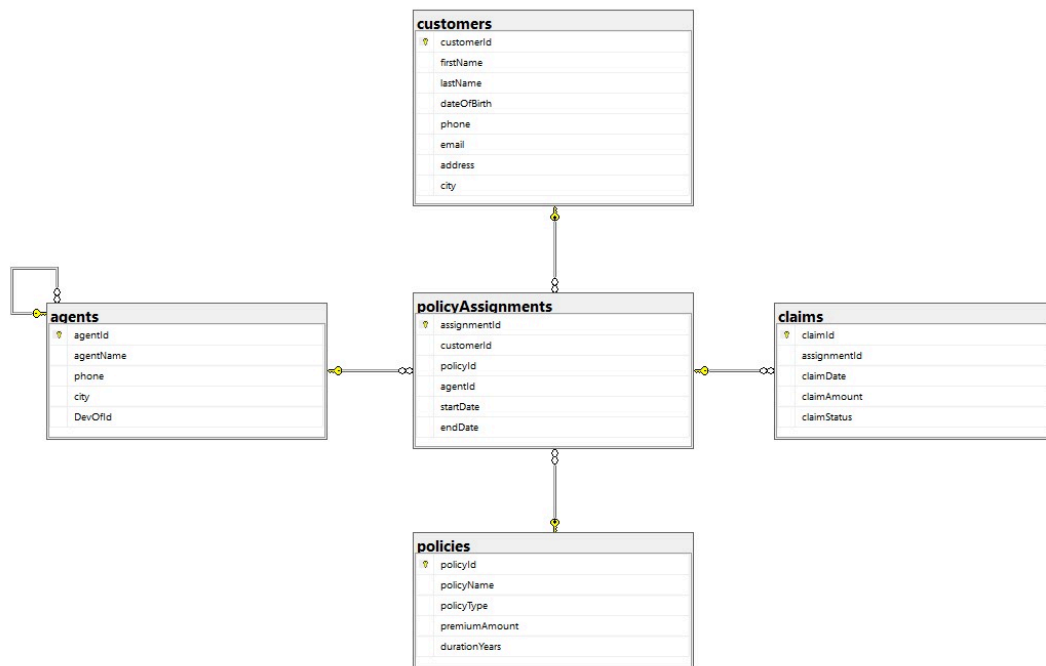 customers
customerId
firstName
lastName
dateOfBirth
phone
email
address
city
agents
agentId
agentName
phone
city
DevOfId
policyAssignments
assignmentId
customerId
policyId
agentId
startDate
endDate
claims
claimId
assignmentId
claimDate
claimAmount
claimStatus
policies
policyId
policyName
policyType
premiumAmount
durationYears